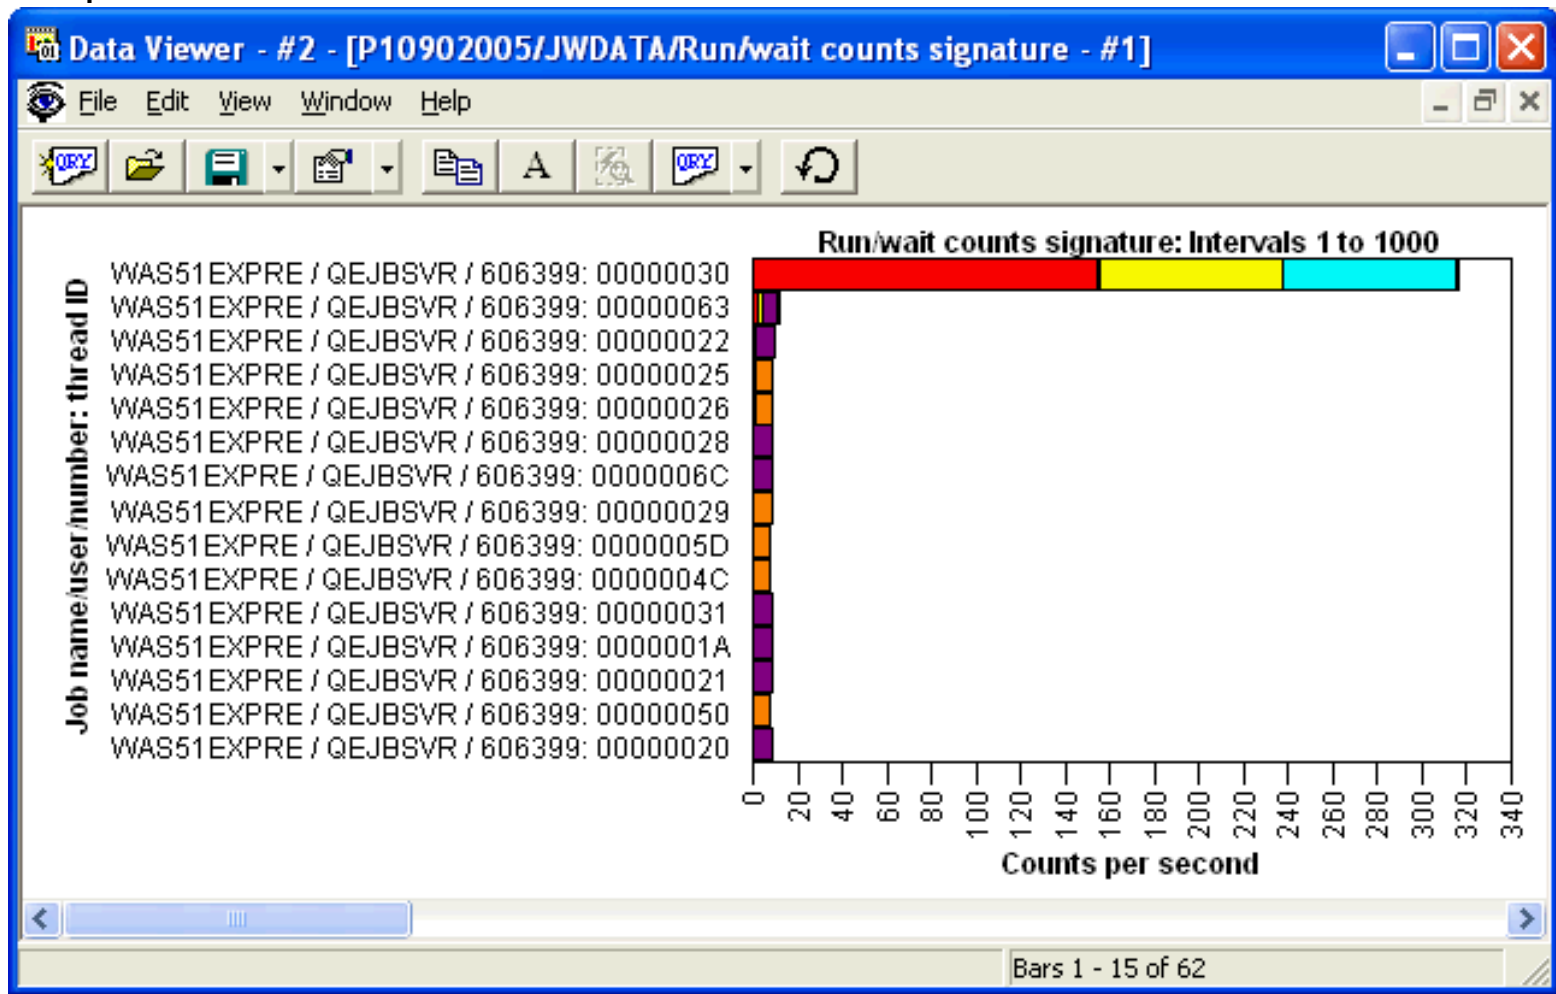 Data Viewer - #2 - [P10902005/JWDATA/Run/wait counts signature - #1]
File Edit View Window Help
QRY A QRY
Run/wait counts signature: Intervals 1 to 1000
Job name/user/number: thread ID
WAS51EXPRE / QEJBSVR / 606399: 00000030
WAS51EXPRE / QEJBSVR / 606399: 00000063
WAS51EXPRE / QEJBSVR / 606399: 00000022
WAS51EXPRE / QEJBSVR / 606399: 00000025
WAS51EXPRE / QEJBSVR / 606399: 00000026
WAS51EXPRE / QEJBSVR / 606399: 00000028
WAS51EXPRE / QEJBSVR / 606399: 0000006C
WAS51EXPRE / QEJBSVR / 606399: 00000029
WAS51EXPRE / QEJBSVR / 606399: 0000005D
WAS51EXPRE / QEJBSVR / 606399: 0000004C
WAS51EXPRE / QEJBSVR / 606399: 00000031
WAS51EXPRE / QEJBSVR / 606399: 0000001A
WAS51EXPRE / QEJBSVR / 606399: 00000021
WAS51EXPRE / QEJBSVR / 606399: 00000050
WAS51EXPRE / QEJBSVR / 606399: 00000020
0 20 40 60 80 100 120 140 160 180 200 220 240 260 280 300 320 340
Counts per second
Bars 1 - 15 of 62